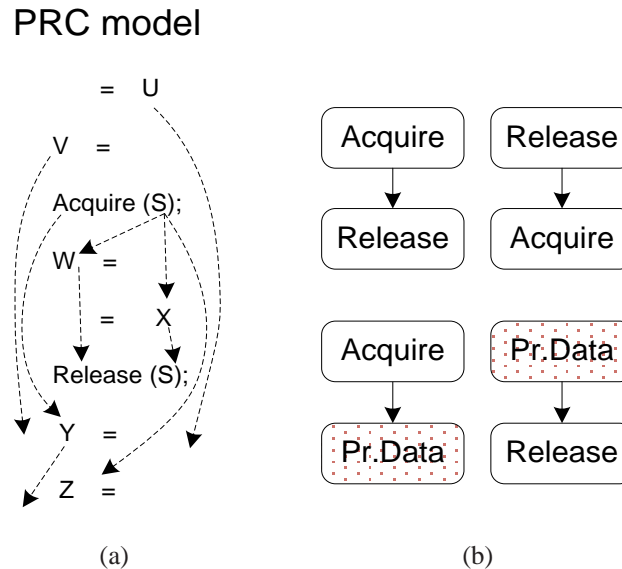 PRC model
= U
V =
Acquire (S);
W =
= X
Release (S);
Y =
Z =
(a)
Acquire
Release
Release
Acquire
Acquire
Pr.Data
Pr.Data
Release
(b)